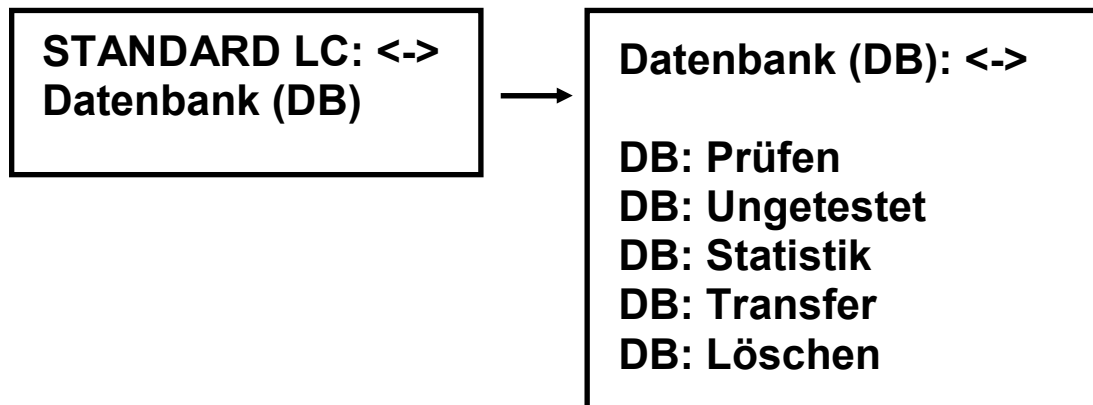 STANDARD LC: <->
Datenbank (DB)
Datenbank (DB): <->
DB: Prüfen
DB: Ungetestet
DB: Statistik
DB: Transfer
DB: Löschen